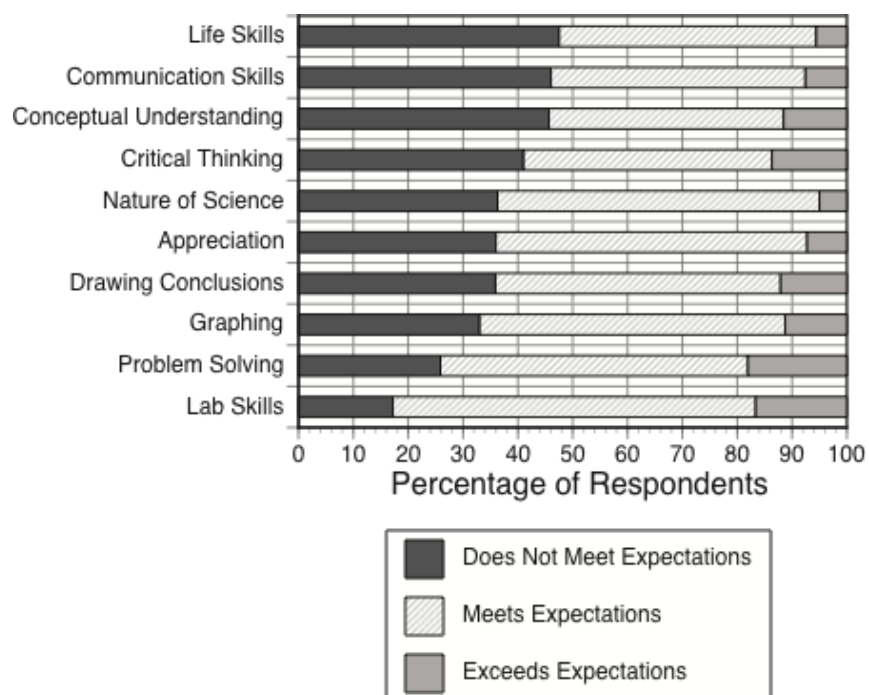 Life Skills
Communication Skills
Conceptual Understanding
Critical Thinking
Nature of Science
Appreciation
Drawing Conclusions
Graphing
Problem Solving
Lab Skills
0 10 20 30 40 50 60 70 80 90 100
Percentage of Respondents
Does Not Meet Expectations
Meets Expectations
Exceeds Expectations